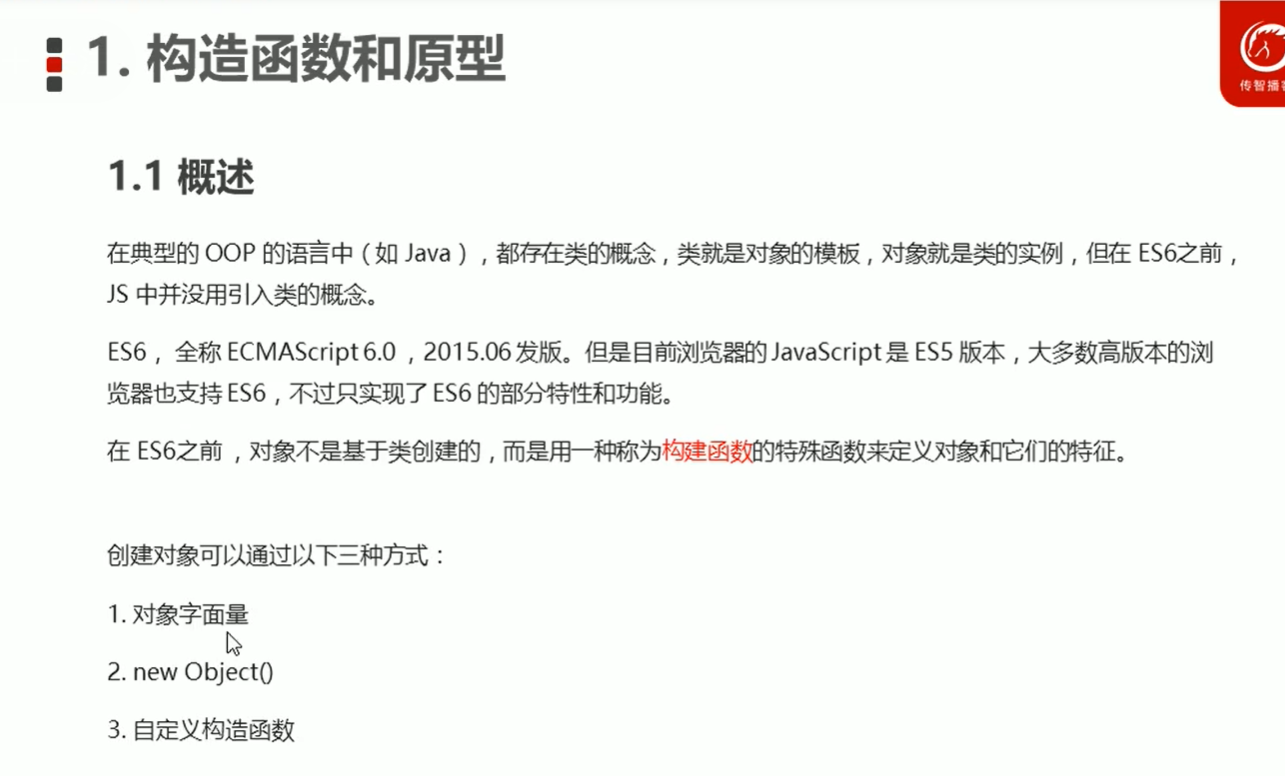 1. 构造函数和原型
传智播客
1.1 概述
在典型的 OOP 的语言中（如 Java），都存在类的概念，类就是对象的模板，对象就是类的实例，但在 ES6之前，
JS 中并没用引入类的概念。
ES6， 全称 ECMAScript 6.0 ，2015.06 发版。但是目前浏览器的 JavaScript 是 ES5 版本，大多数高版本的浏
览器也支持 ES6，不过只实现了 ES6 的部分特性和功能。
在 ES6之前 ，对象不是基于类创建的，而是用一种称为构建函数的特殊函数来定义对象和它们的特征。
创建对象可以通过以下三种方式：
1. 对象字面量
2. new Object()
3. 自定义构造函数